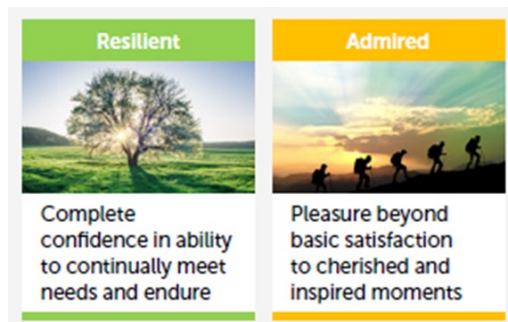 Resilient
Complete
confidence in ability
to continually meet
needs and endure
Admired
Pleasure beyond
basic satisfaction
to cherished and
inspired moments